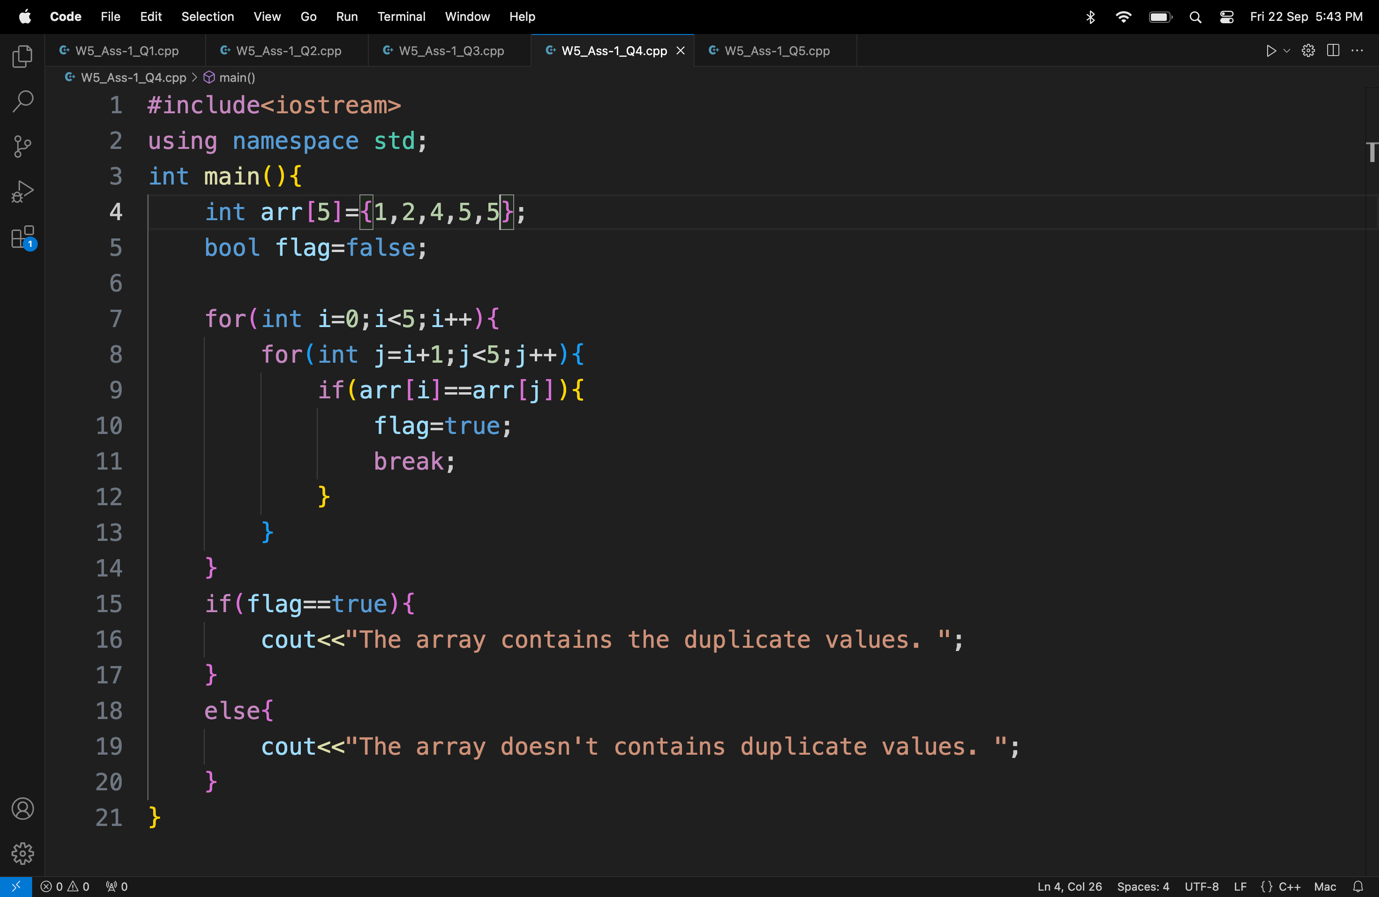 Code File Edit Selection View Go Run Terminal Window Help Fri 22 Sep 5:43 PM
W5_Ass-1_Q1.cpp W5_Ass-1_Q2.cpp W5_Ass-1_Q3.cpp W5_Ass-1_Q4.cpp W5_Ass-1_Q5.cpp
W5_Ass-1_Q4.cpp > main()
1 #include<iostream>
2 using namespace std;
3 int main(){
4     int arr[5]={1,2,4,5,5};
5     bool flag=false;
6
7     for(int i=0;i<5;i++){
8         for(int j=i+1;j<5;j++){
9             if(arr[i]==arr[j]){
10                 flag=true;
11                 break;
12             }
13         }
14     }
15     if(flag==true){
16         cout<<"The array contains the duplicate values. ";
17     }
18     else{
19         cout<<"The array doesn't contains duplicate values. ";
20     }
21 }
1
0 0 0 Ln 4, Col 26 Spaces: 4 UTF-8 LF {} C++ Mac